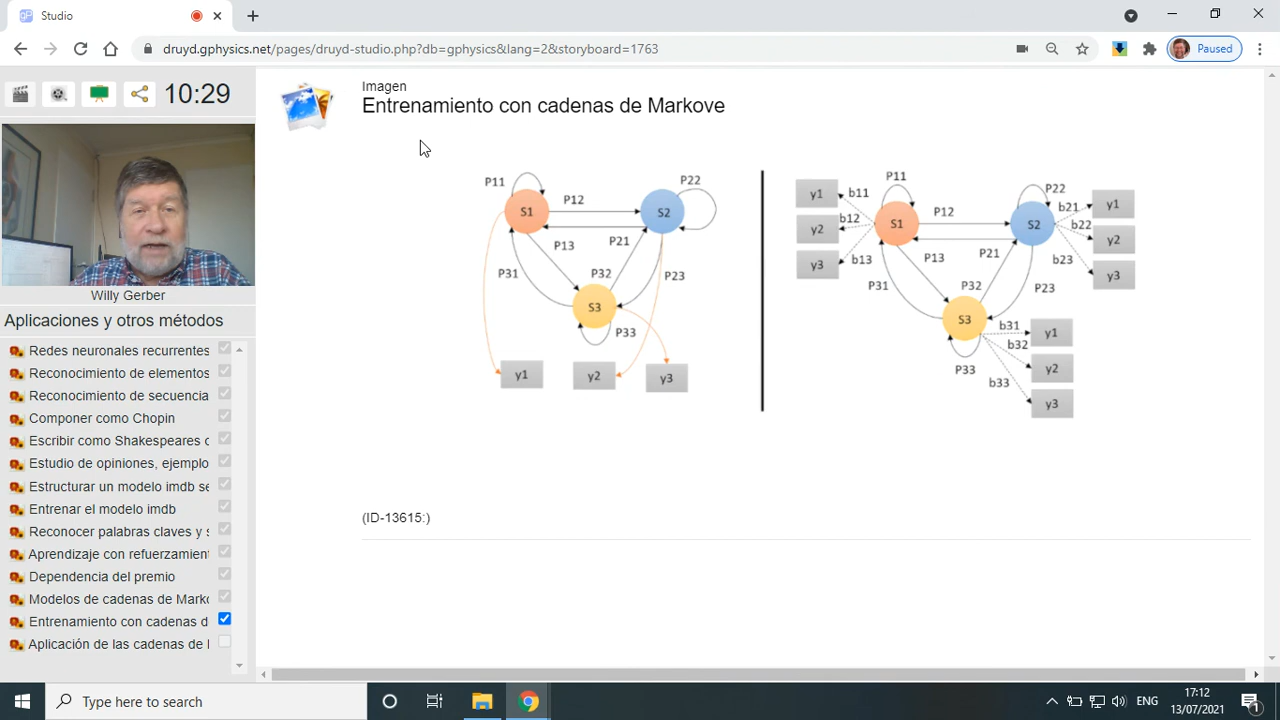 Studio
druyd.gphysics.net/pages/druyd-studio.php?db=gphysics&lang=2&storyboard=1763
Paused
10:29
Willy Gerber
Aplicaciones y otros métodos
Redes neuronales recurrentes
Reconocimiento de elementos
Reconocimiento de secuencia
Componer como Chopin
Escribir como Shakespeares c
Estudio de opiniones, ejemplo
Estructurar un modelo imdb se
Entrenar el modelo imdb
Reconocer palabras claves y s
Aprendizaje con refuerzamient
Dependencia del premio
Modelos de cadenas de Marko
Entrenamiento con cadenas d
Aplicación de las cadenas de
Imagen
Entrenamiento con cadenas de Markove
P11 P22
S1 P12 S2
P13 P21
P31 P32 P23
S3
P33
y1 y2 y3
P11 P22
y1 b11 b21 y1
y2 b12 S1 P12 S2 b22 y2
y3 b13 P13 P21 b23 y3
P31 P32 P23
S3 b31 y1
b32 y2
P33 b33 y3
(ID-13615:)
Type here to search
ENG
17:12
13/07/2021
1